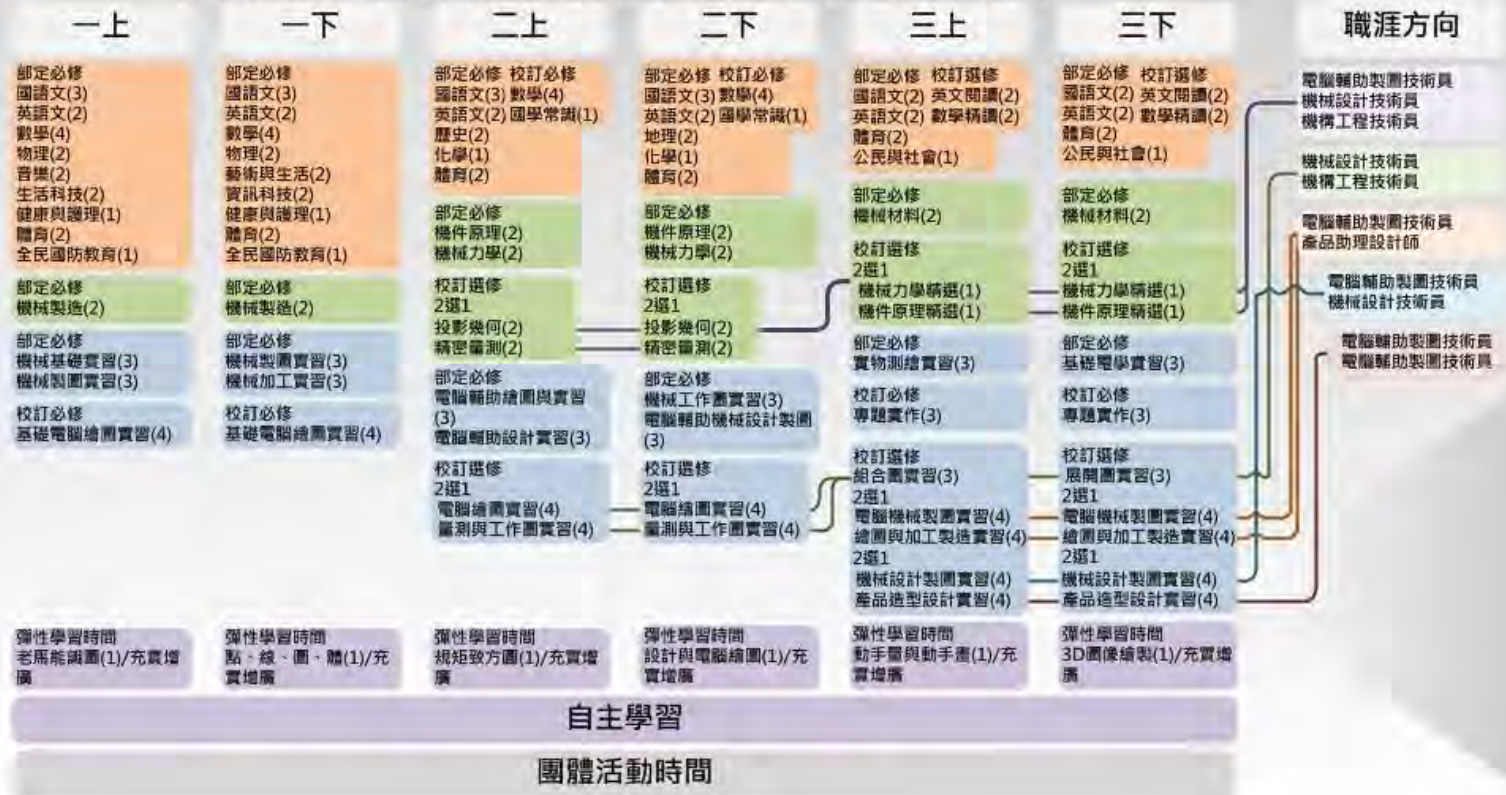 一上
部定必修
國語文(3)
英語文(2)
數學(4)
物理(2)
音樂(2)
生活科技(2)
健康與護理(1)
體育(2)
全民國防教育(1)
部定必修
機械製造(2)
部定必修
機械基礎實習(3)
機械製圖實習(3)
校訂必修
基礎電腦繪圖實習(4)
彈性學習時間
老馬能識圖(1)/充實增
廣
一下
部定必修
國語文(3)
英語文(2)
數學(4)
物理(2)
藝術與生活(2)
資訊科技(2)
健康與護理(1)
體育(2)
全民國防教育(1)
部定必修
機械製造(2)
部定必修
機械製圖實習(3)
機械加工實習(3)
校訂必修
基礎電腦繪圖實習(4)
彈性學習時間
點、線、圓、體(1)/充
實增廣
二上
部定必修 校訂必修
國語文(3) 數學(4)
英語文(2) 國學常識(1)
歷史(2)
化學(1)
體育(2)
部定必修
機件原理(2)
機械力學(2)
校訂選修
2選1
投影幾何(2)
精密量測(2)
部定必修
電腦輔助繪圖與實習
(3)
電腦輔助設計實習(3)
校訂選修
2選1
電腦繪圖實習(4)
量測與工作圖實習(4)
彈性學習時間
規矩致方圓(1)/充實增
廣
二下
部定必修 校訂必修
國語文(3) 數學(4)
英語文(2) 國學常識(1)
地理(2)
化學(1)
體育(2)
部定必修
機件原理(2)
機械力學(2)
校訂選修
2選1
投影幾何(2)
精密量測(2)
部定必修
機械工作圖實習(3)
電腦輔助機械設計製圖
(3)
校訂選修
2選1
電腦繪圖實習(4)
量測與工作圖實習(4)
彈性學習時間
設計與電腦繪圖(1)/充
實增廣
三上
部定必修 校訂選修
國語文(2) 英文閱讀(2)
英語文(2) 數學精講(2)
體育(2)
公民與社會(1)
部定必修
機械材料(2)
校訂選修
2選1
機械力學精選(1)
機件原理精選(1)
部定必修
實物測繪實習(3)
校訂必修
專題實作(3)
校訂選修
組合圖實習(3)
2選1
電腦機械製圖實習(4)
繪圖與加工製造實習(4)
2選1
機械設計製圖實習(4)
產品造型設計實習(4)
彈性學習時間
動手量與動手畫(1)/充
實增廣
三下
部定必修 校訂選修
國語文(2) 英文閱讀(2)
英語文(2) 數學精講(2)
體育(2)
公民與社會(1)
部定必修
機械材料(2)
校訂選修
2選1
機械力學精選(1)
機件原理精選(1)
部定必修
基礎電學實習(3)
校訂必修
專題實作(3)
校訂選修
展開圖實習(3)
2選1
電腦機械製圖實習(4)
繪圖與加工製造實習(4)
2選1
機械設計製圖實習(4)
產品造型設計實習(4)
彈性學習時間
3D圖像繪製(1)/充實增
廣
職涯方向
電腦輔助製圖技術員
機械設計技術員
機構工程技術員
機械設計技術員
機構工程技術員
電腦輔助製圖技術員
產品助理設計師
電腦輔助製圖技術員
機械設計技術員
電腦輔助製圖技術員
電腦輔助製圖技術員
自主學習
團體活動時間